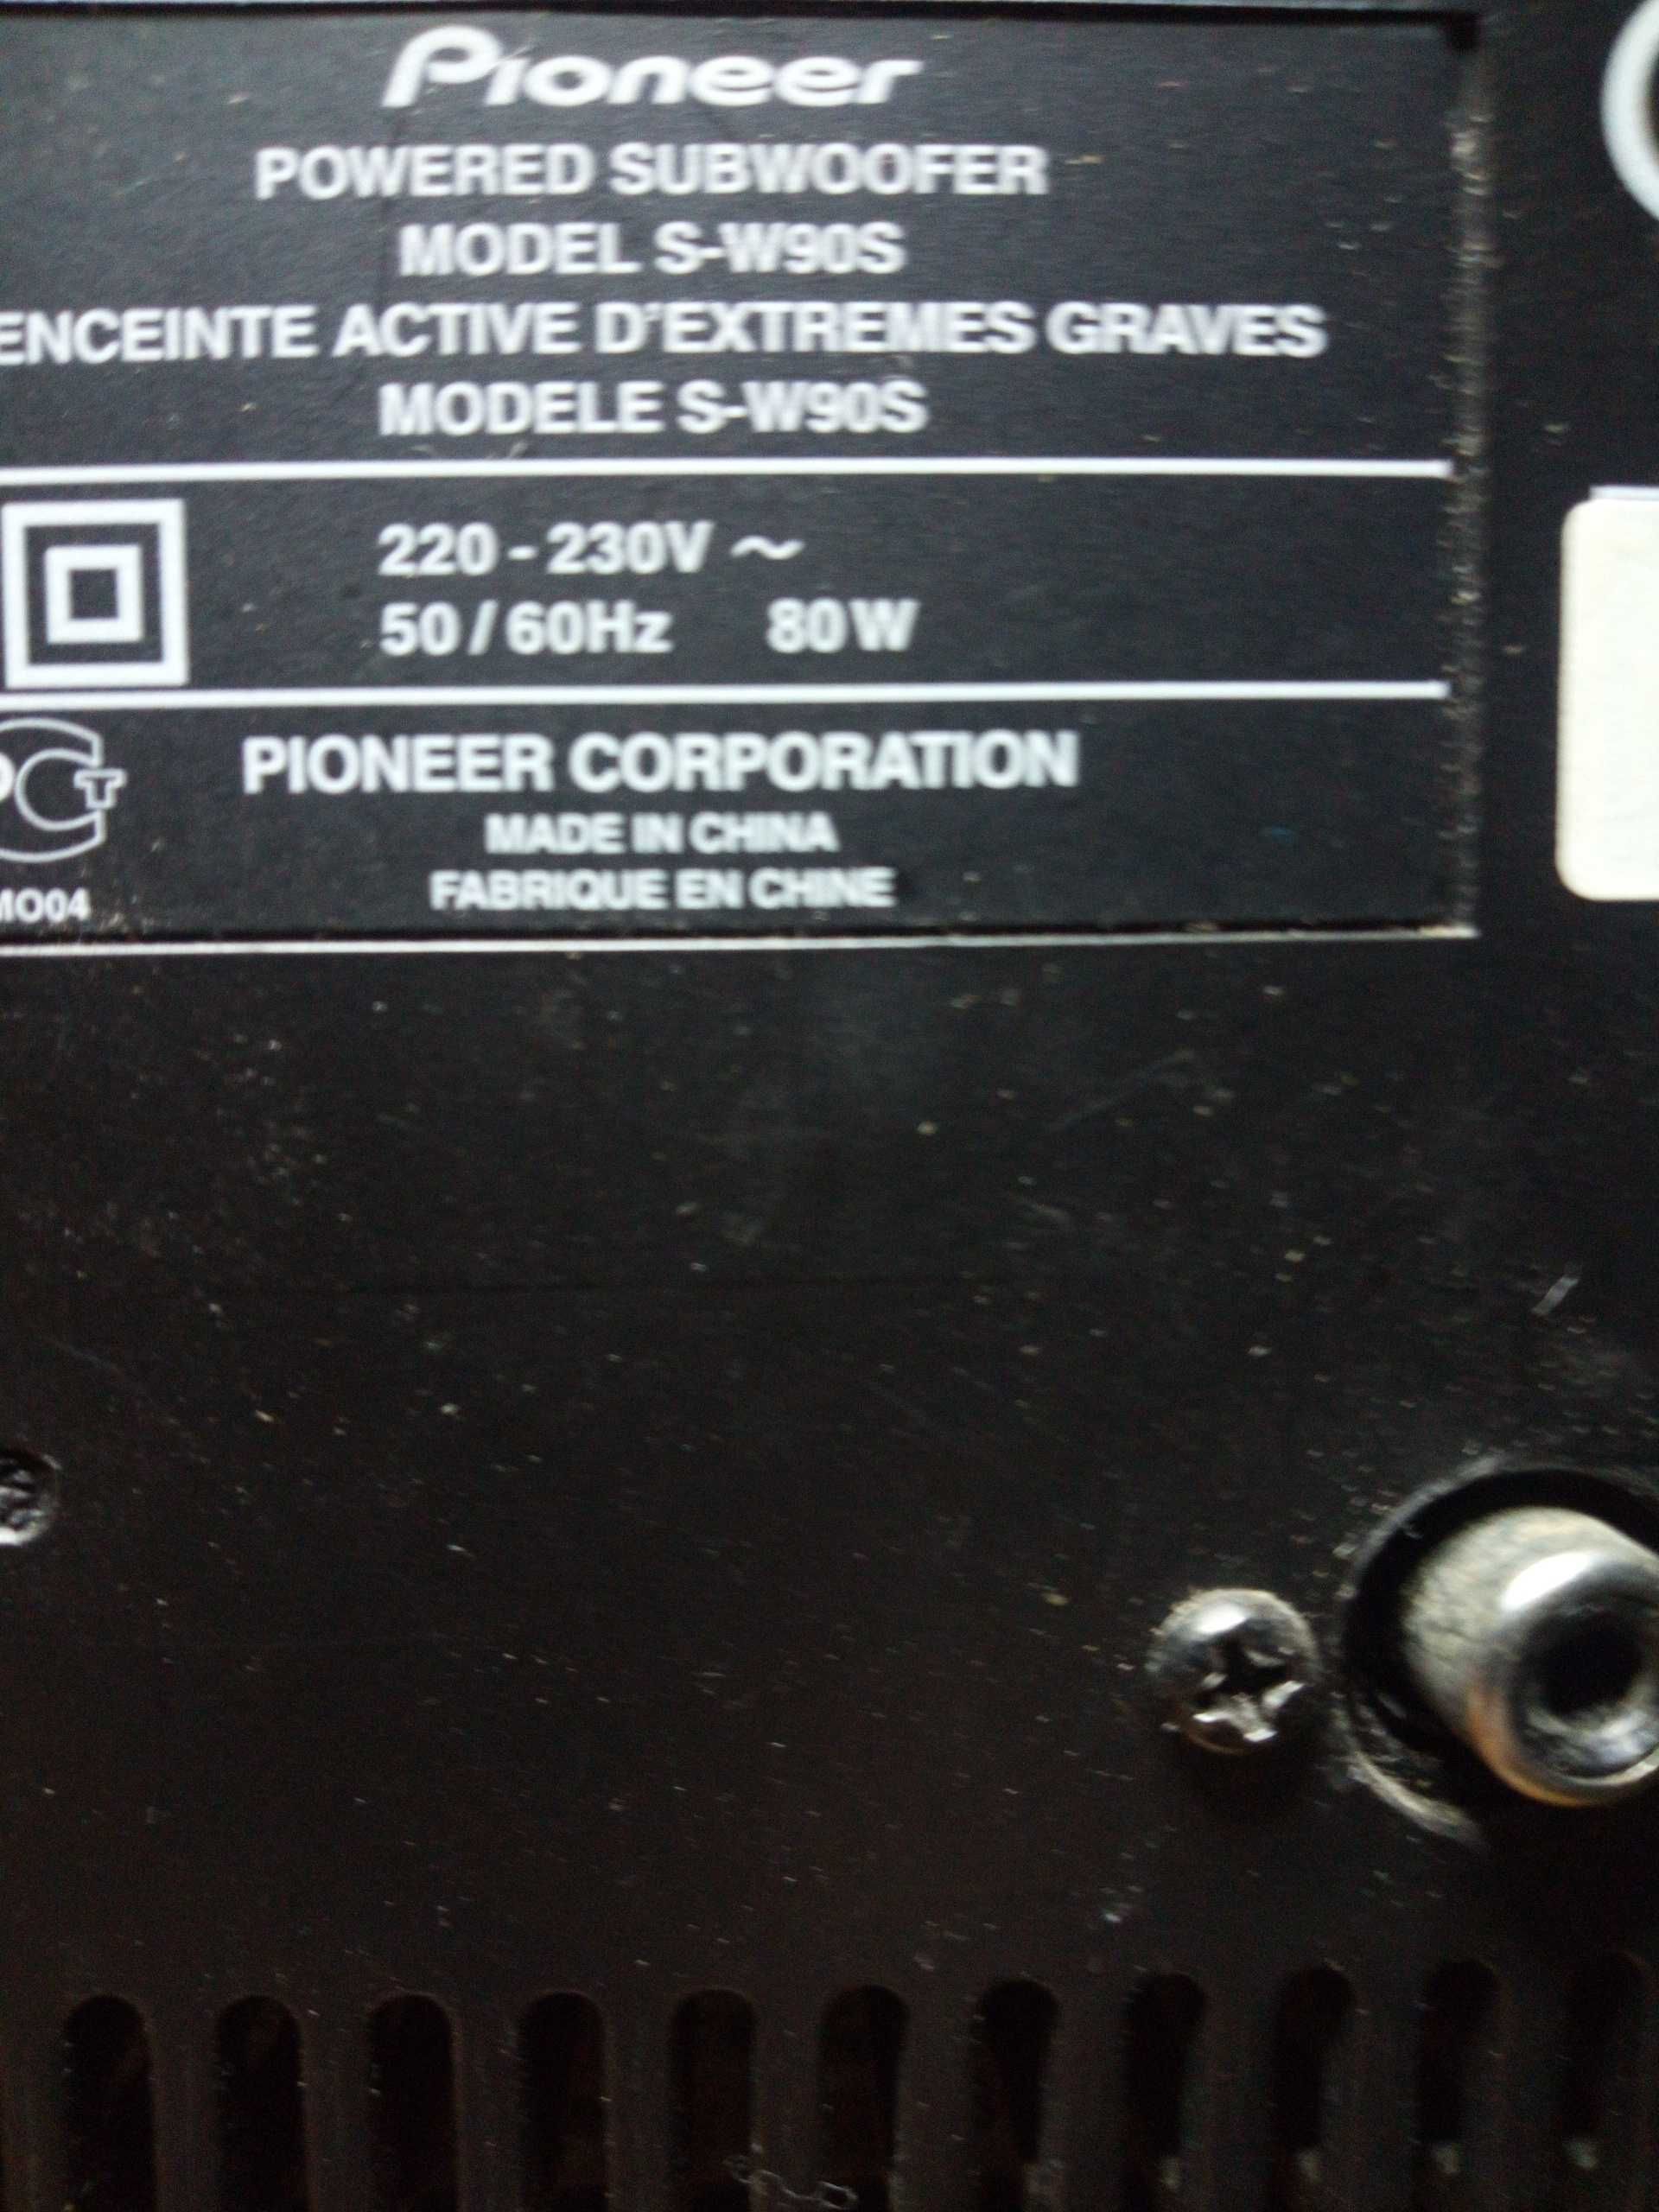 Pioneer
POWERED SUBWOOFER
MODEL S-W90S
ENCEINTE ACTIVE D'EXTREMES GRAVES
MODELE S-W90S
220 - 230V ~
50 / 60Hz 80W
PIONEER CORPORATION
MADE IN CHINA
FABRIQUE EN CHINE
MO04